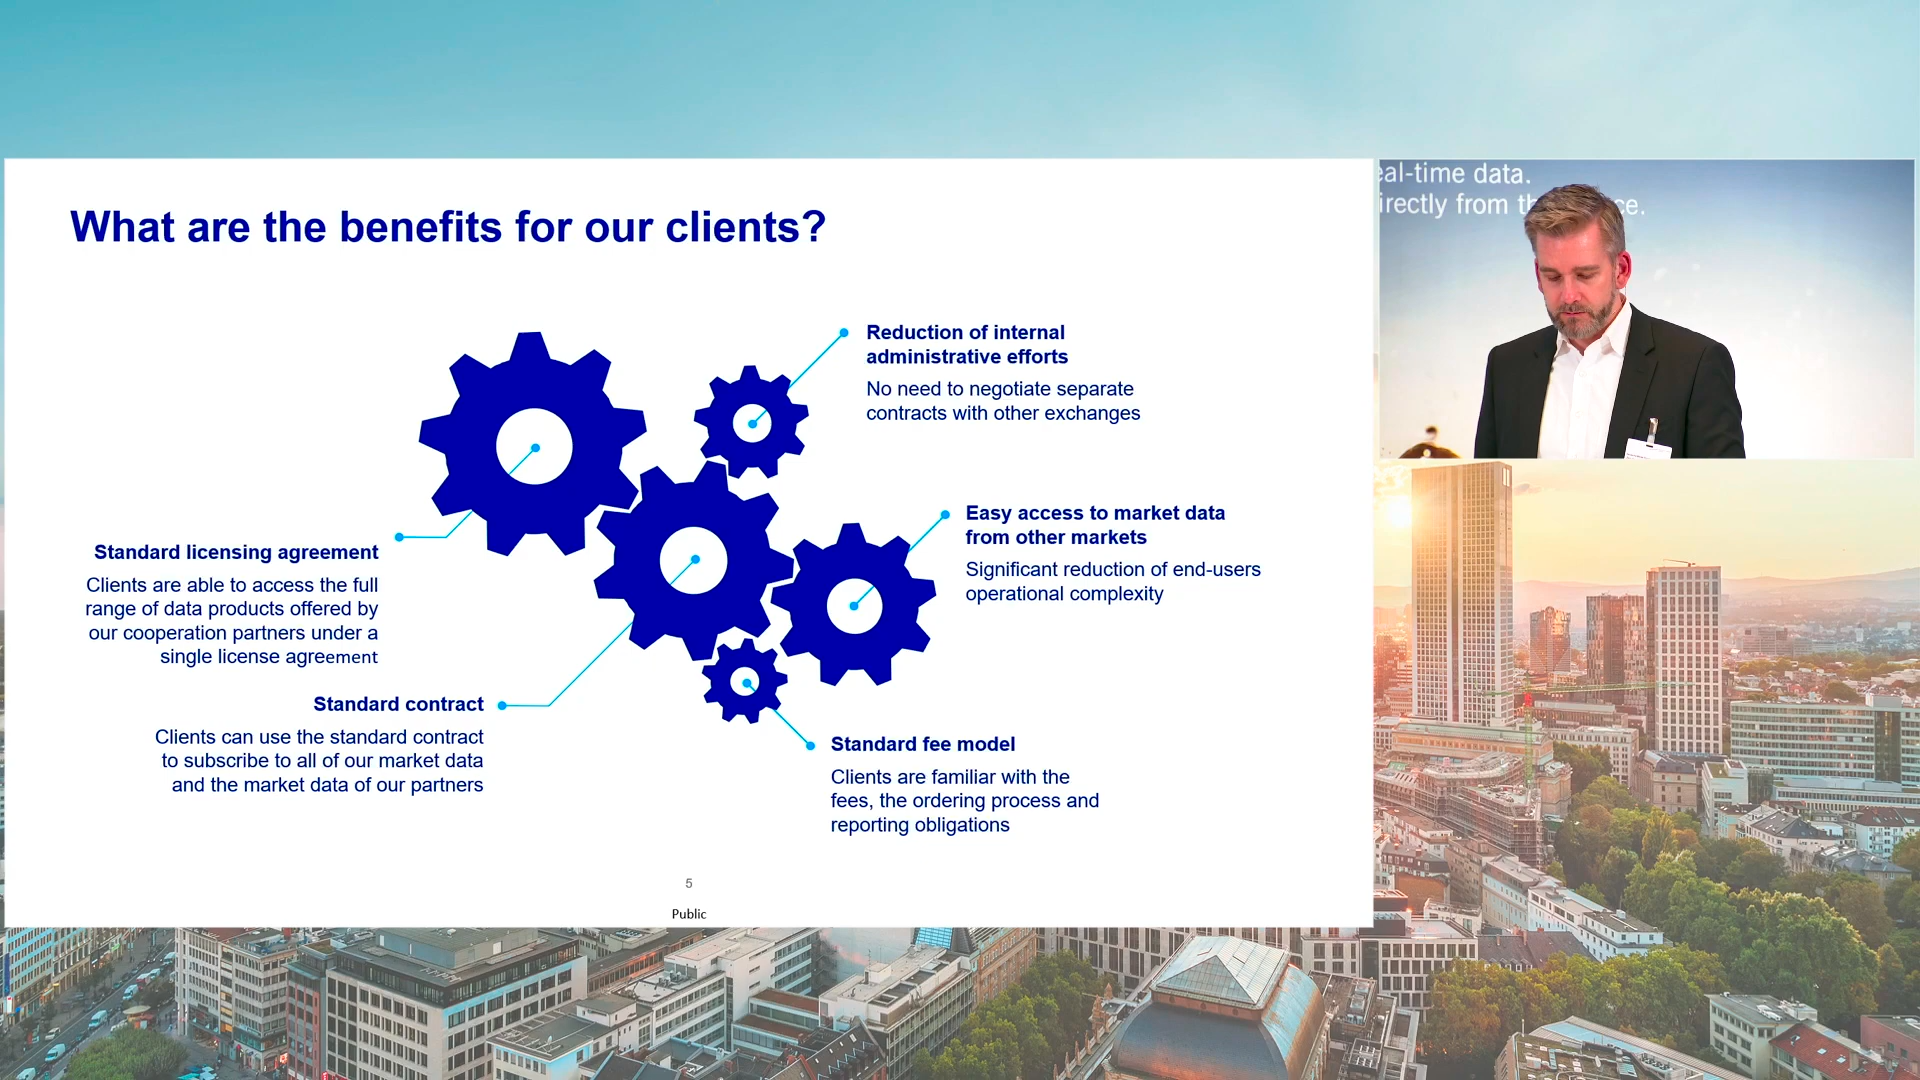 What are the benefits for our clients?
Reduction of internal
administrative efforts
No need to negotiate separate
contracts with other exchanges
Easy access to market data
from other markets
Significant reduction of end-users
operational complexity
Standard licensing agreement
Clients are able to access the full
range of data products offered by
our cooperation partners under a
single license agreement
Standard contract
Clients can use the standard contract
to subscribe to all of our market data
and the market data of our partners
Standard fee model
Clients are familiar with the
fees, the ordering process and
reporting obligations
5
Public
eal-time data.
irectly from th ce.